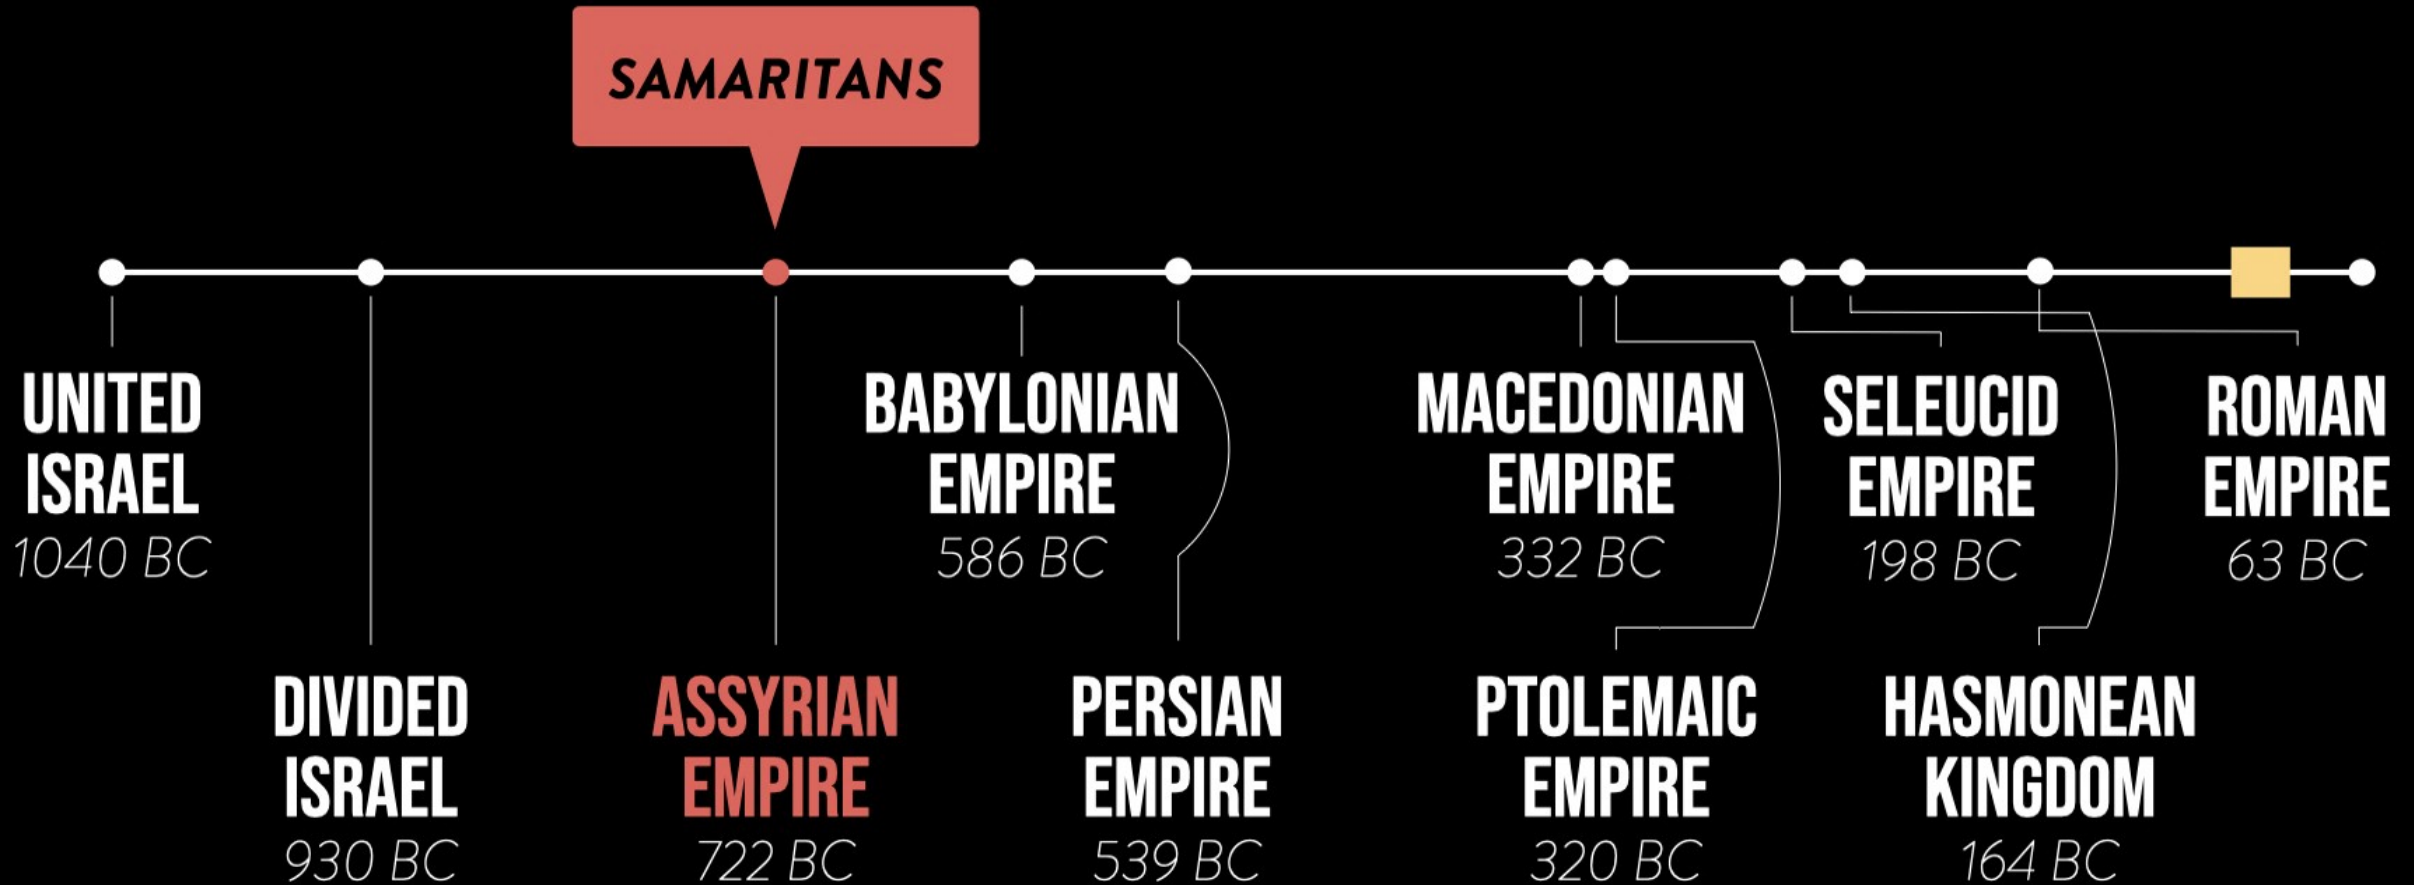 SAMARITANS
UNITED
ISRAEL
1040 BC
DIVIDED
ISRAEL
930 BC
ASSYRIAN
EMPIRE
722 BC
BABYLONIAN
EMPIRE
586 BC
PERSIAN
EMPIRE
539 BC
MACEDONIAN
EMPIRE
332 BC
PTOLEMAIC
EMPIRE
320 BC
SELEUCID
EMPIRE
198 BC
HASMONEAN
KINGDOM
164 BC
ROMAN
EMPIRE
63 BC